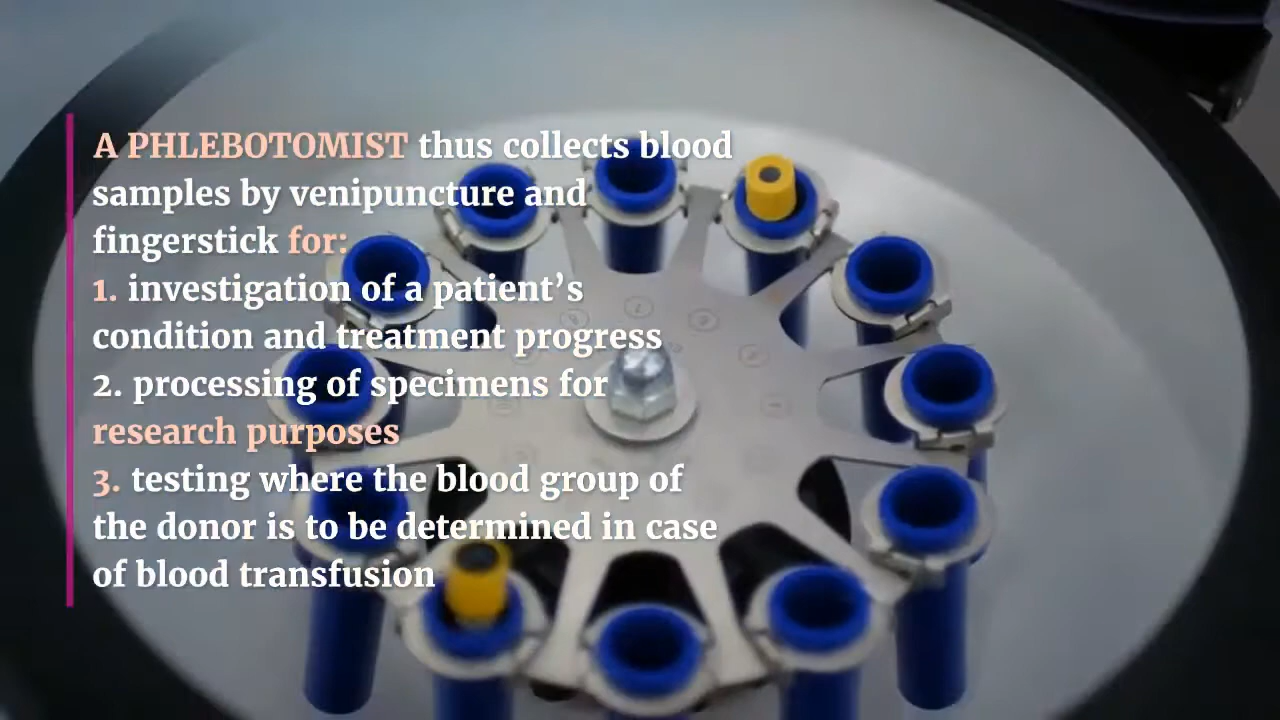 A PHLEBOTOMIST thus collects blood
samples by venipuncture and
fingerstick for:
1. investigation of a patient’s
condition and treatment progress
2. processing of specimens for
research purposes
3. testing where the blood group of
the donor is to be determined in case
of blood transfusion